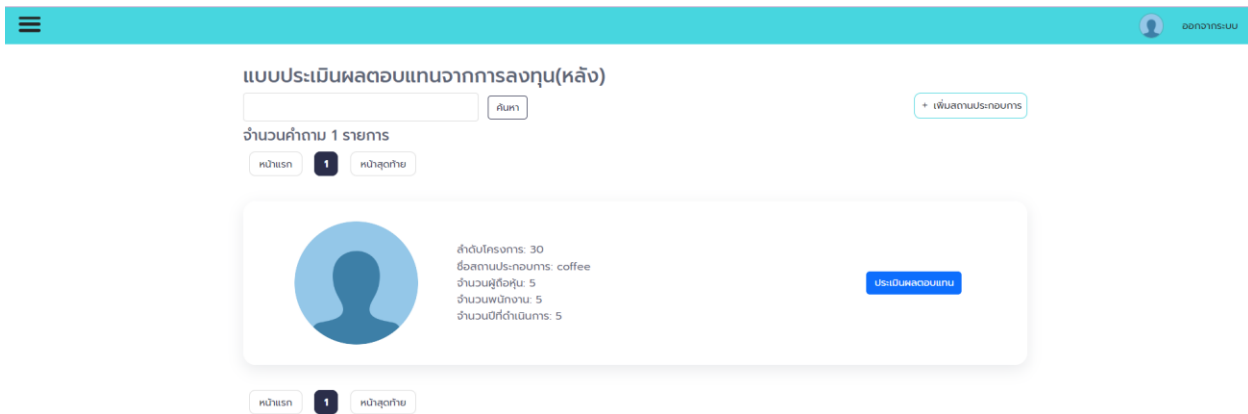 ออกจากระบบ
แบบประเมินผลตอบแทนจากการลงทุน(หลัง)
ค้นหา
+ เพิ่มสถานประกอบการ
จำนวนคำถาม 1 รายการ
หน้าแรก 1 หน้าสุดท้าย
ลำดับโครงการ: 30
ชื่อสถานประกอบการ: coffee
จำนวนผู้ถือหุ้น: 5
จำนวนพนักงาน: 5
จำนวนปีที่ดำเนินการ: 5
ประเมินผลตอบแทน
หน้าแรก 1 หน้าสุดท้าย